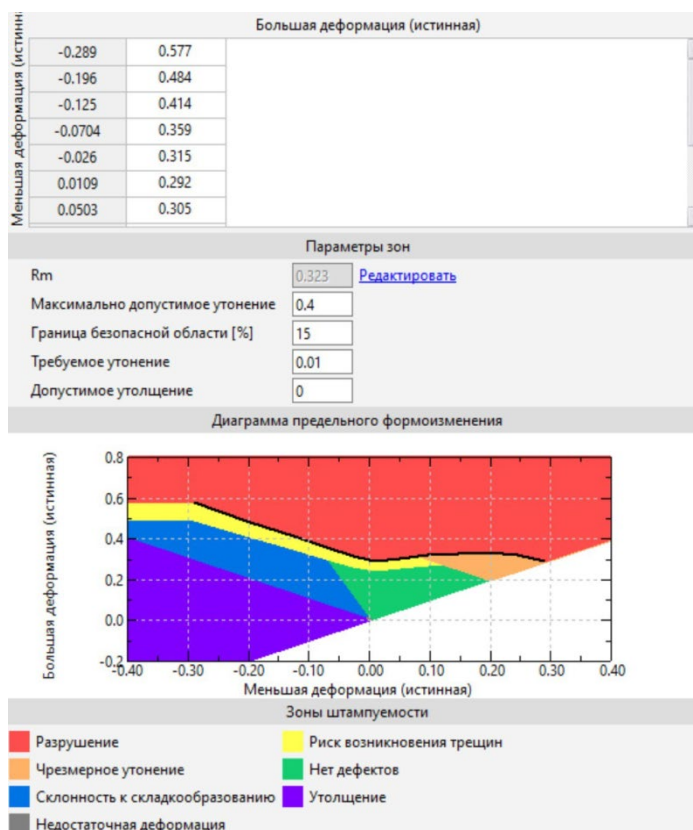 Большая деформация (истинная)
Меньшая деформация (истинн
-0.289 0.577
-0.196 0.484
-0.125 0.414
-0.0704 0.359
-0.026 0.315
0.0109 0.292
0.0503 0.305
Параметры зон
Rm 0.323 Редактировать
Максимально допустимое утонение 0.4
Граница безопасной области [%] 15
Требуемое утонение 0.01
Допустимое утолщение 0
Диаграмма предельного формоизменения
Большая деформация (истинная)
0.8
0.6
0.4
0.2
0.0
-0.2
-0.40 -0.30 -0.20 -0.10 0.00 0.10 0.20 0.30 0.40
Меньшая деформация (истинная)
Зоны штампуемости
Разрушение Риск возникновения трещин
Чрезмерное утонение Нет дефектов
Склонность к складкообразованию Утолщение
Недостаточная деформация